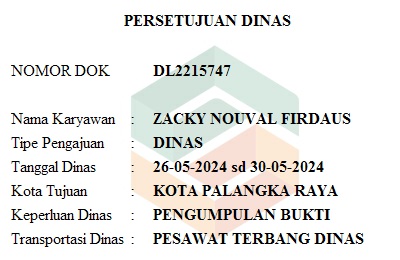 PERSETUJUAN DINAS
NOMOR DOK DL2215747
Nama Karyawan : ZACKY NOUVAL FIRDAUS
Tipe Pengajuan : DINAS
Tanggal Dinas : 26-05-2024 sd 30-05-2024
Kota Tujuan : KOTA PALANGKA RAYA
Keperluan Dinas : PENGUMPULAN BUKTI
Transportasi Dinas : PESAWAT TERBANG DINAS